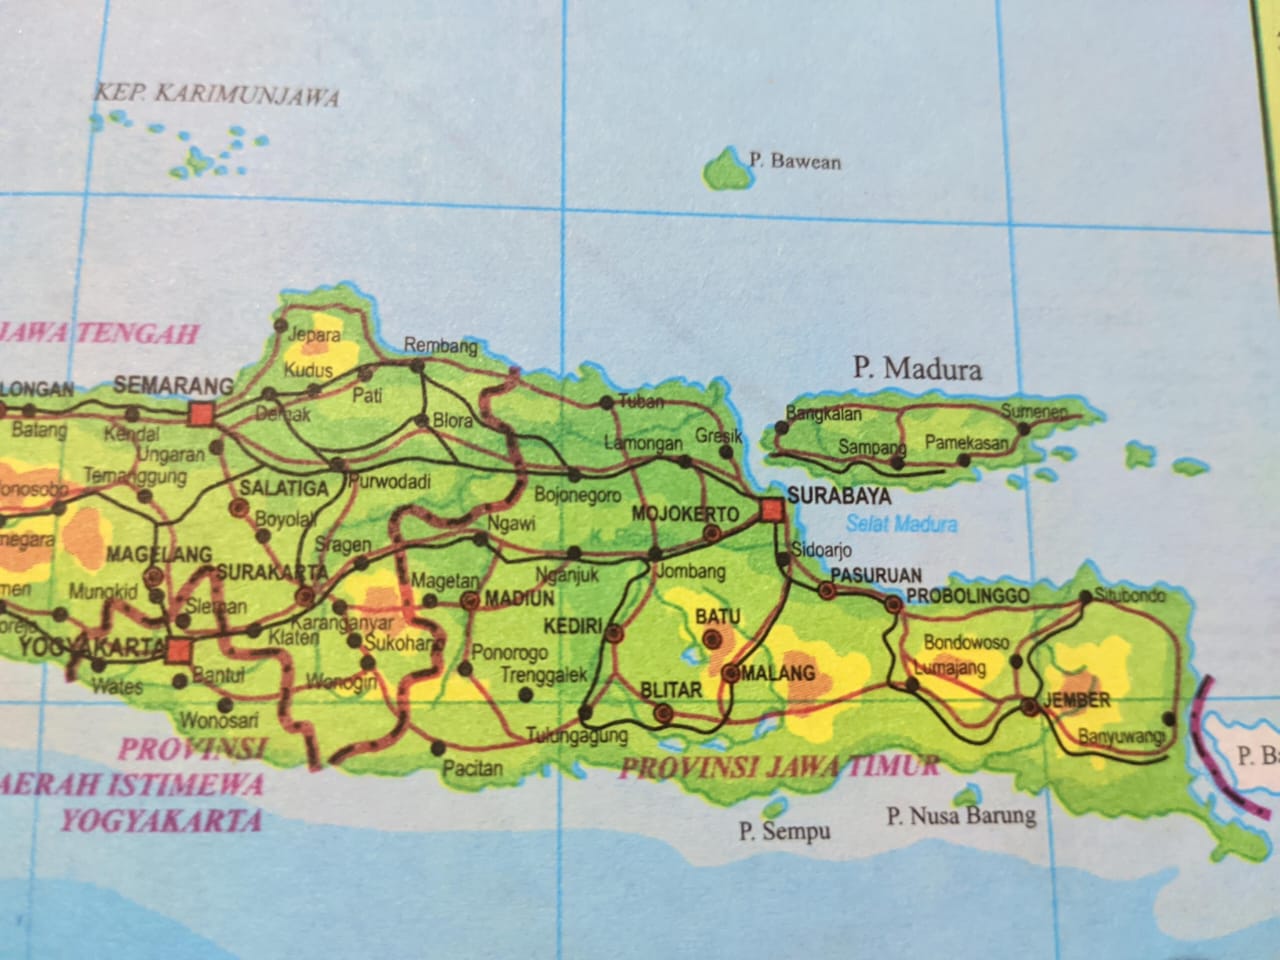 KEP. KARIMUNJAWA
P. Bawean
JAWA TENGAH
Jepara
Rembang
P. Madura
Kudus
LONGAN
SEMARANG
Pati
Demak
Tuban
Bangkalan
Sumenep
Batang
Kendal
Blora
Lamongan
Gresik
Sampang
Pamekasan
Ungaran
Temanggung
Purwodadi
Bojonegoro
SURABAYA
onosobo
SALATIGA
MOJOKERTO
Selat Madura
Boyolali
Ngawi
negara
MAGELANG
Sragen
Sidoarjo
Nganjuk
Jombang
SURAKARTA
PASURUAN
men
Mungkid
Magetan
MADIUN
PROBOLINGGO
Situbondo
Sleman
Karanganyar
KEDIRI
BATU
orejo
YOGYAKARTA
Klaten
Sukoharjo
Ponorogo
Bondowoso
Bantul
Trenggalek
MALANG
Lumajang
Wates
Wonogiri
BLITAR
JEMBER
Wonosari
Tulungagung
Banyuwangi
PROVINSI
AERAH ISTIMEWA
YOGYAKARTA
Pacitan
PROVINSI JAWA TIMUR
P. Ba
P. Sempu
P. Nusa Barung